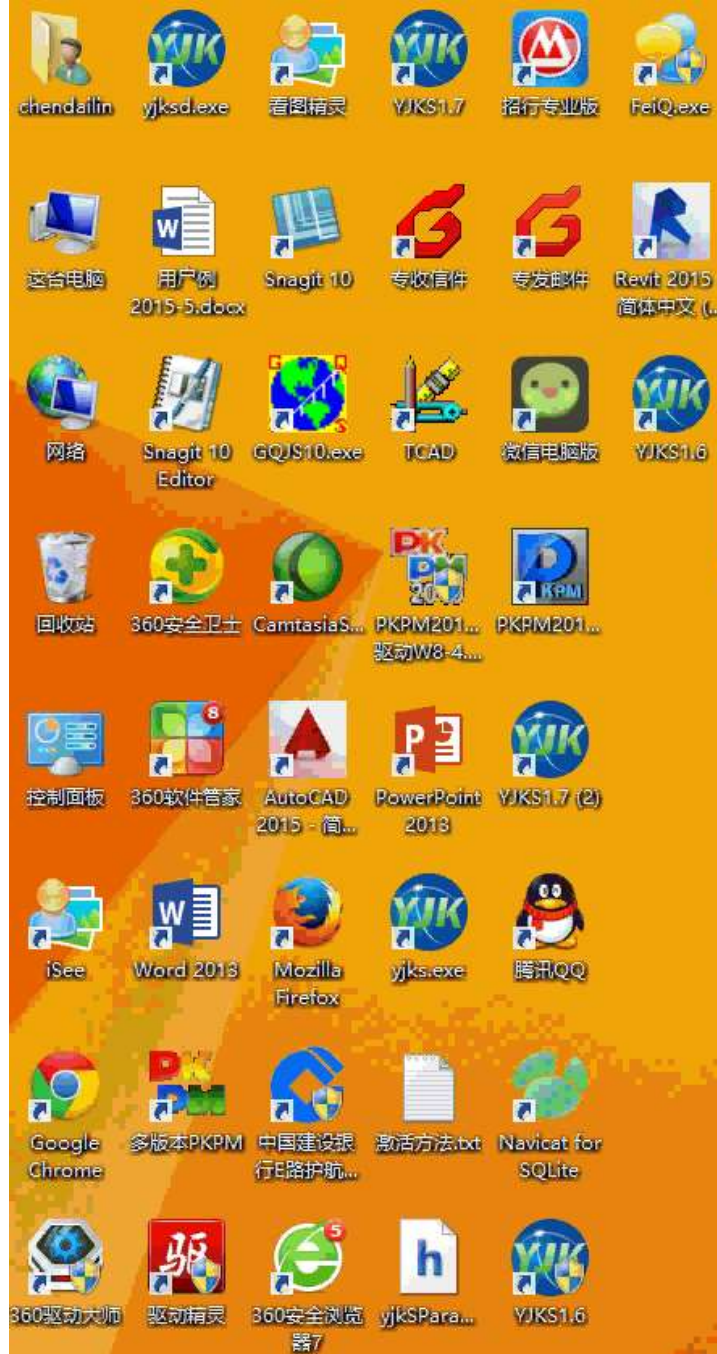 chendailin
yjksd.exe
看图精灵
YJKS1.7
招行专业版
FeiQ.exe
这台电脑
用户例
2015-5.docx
Snagit 10
专收信件
专发邮件
Revit 2015
简体中文 (...
网络
Snagit 10
Editor
GQJS10.exe
TCAD
微信电脑版
YJKS1.6
回收站
360安全卫士
CamtasiaS...
PKPM201...
驱动W8-4....
PKPM201...
控制面板
8
360软件管家
AutoCAD
2015 - 简...
PowerPoint
2013
YJKS1.7 (2)
iSee
Word 2013
Mozilla
Firefox
yjks.exe
腾讯QQ
Google
Chrome
多版本PKPM
中国建设银
行E路护航...
激活方法.txt
Navicat for
SQLite
360驱动大师
驱动精灵
5
360安全浏览
器7
yjkSPara...
YJKS1.6